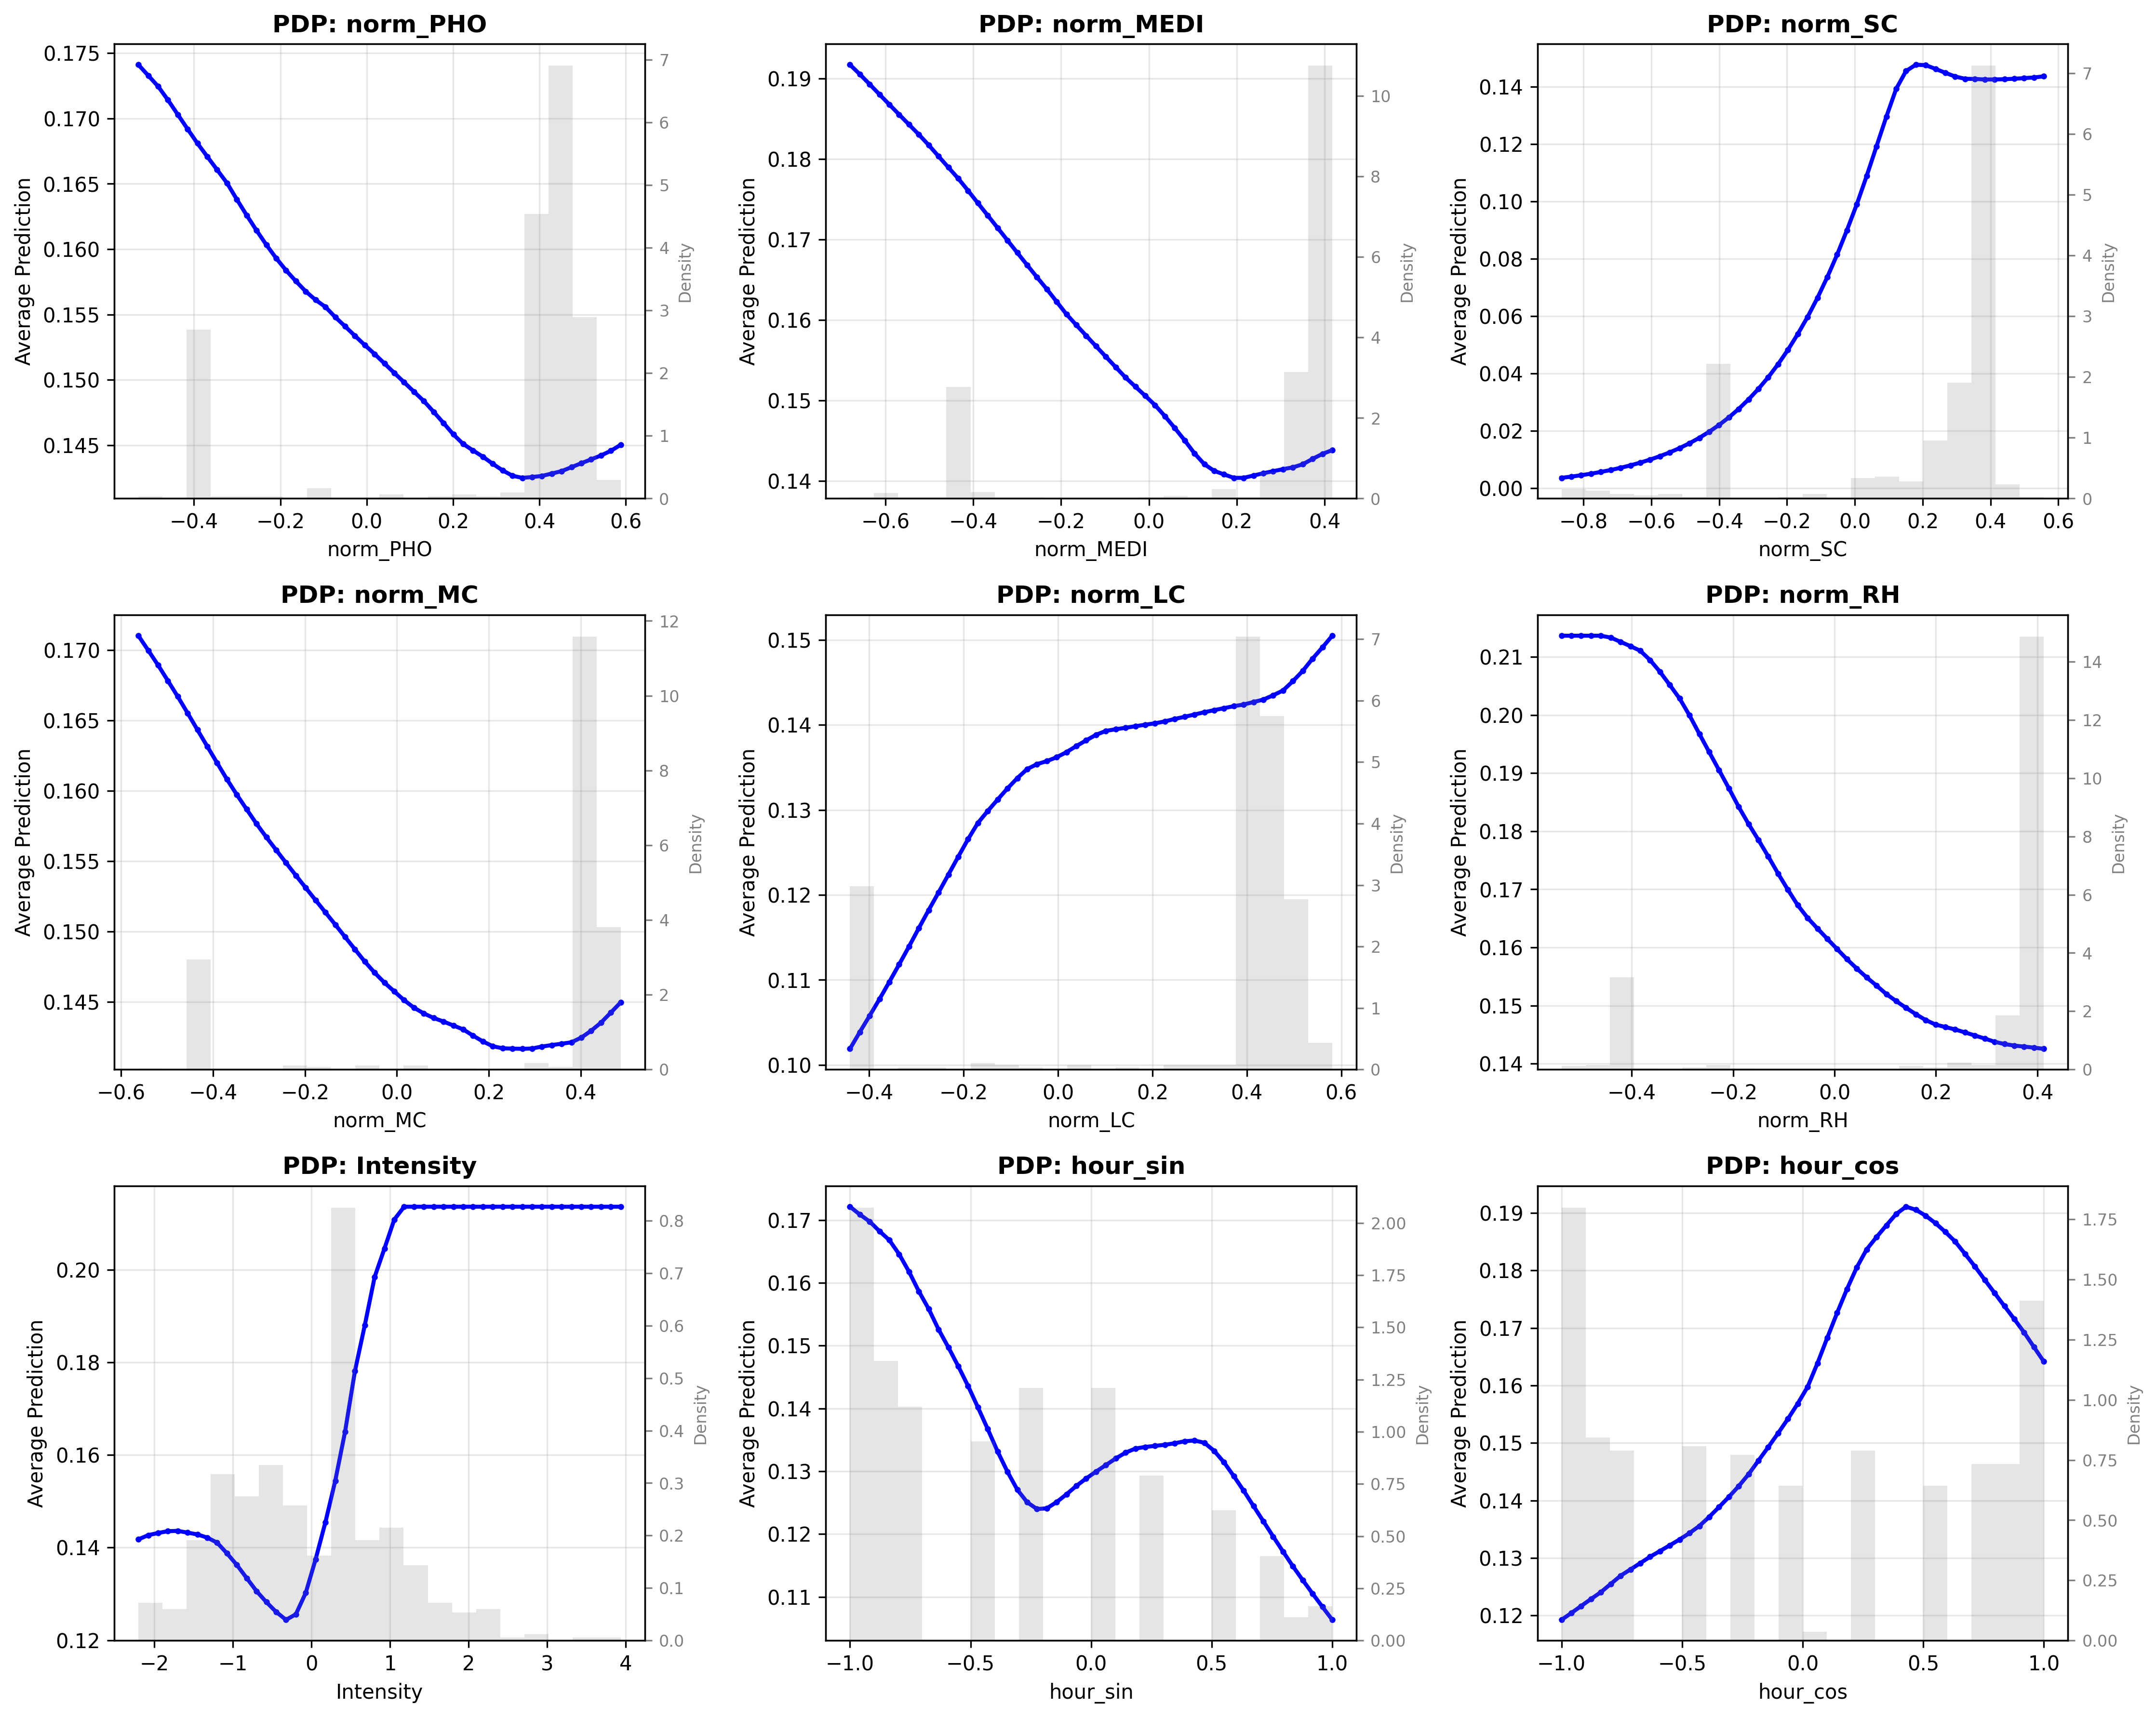 PDP: norm_PHO
0.175
0.170
0.165
0.160
0.155
0.150
0.145
Average Prediction
7
6
5
4
3
2
1
0
Density
−0.4 −0.2 0.0 0.2 0.4 0.6
norm_PHO
PDP: norm_MEDI
0.19
0.18
0.17
0.16
0.15
0.14
Average Prediction
10
8
6
4
2
0
Density
−0.6 −0.4 −0.2 0.0 0.2 0.4
norm_MEDI
PDP: norm_SC
0.14
0.12
0.10
0.08
0.06
0.04
0.02
0.00
Average Prediction
7
6
5
4
3
2
1
0
Density
−0.8 −0.6 −0.4 −0.2 0.0 0.2 0.4 0.6
norm_SC
PDP: norm_MC
0.170
0.165
0.160
0.155
0.150
0.145
Average Prediction
12
10
8
6
4
2
0
Density
−0.6 −0.4 −0.2 0.0 0.2 0.4
norm_MC
PDP: norm_LC
0.15
0.14
0.13
0.12
0.11
0.10
Average Prediction
7
6
5
4
3
2
1
0
Density
−0.4 −0.2 0.0 0.2 0.4 0.6
norm_LC
PDP: norm_RH
0.21
0.20
0.19
0.18
0.17
0.16
0.15
0.14
Average Prediction
14
12
10
8
6
4
2
0
Density
−0.4 −0.2 0.0 0.2 0.4
norm_RH
PDP: Intensity
0.20
0.18
0.16
0.14
0.12
Average Prediction
0.8
0.7
0.6
0.5
0.4
0.3
0.2
0.1
0.0
Density
−2 −1 0 1 2 3 4
Intensity
PDP: hour_sin
0.17
0.16
0.15
0.14
0.13
0.12
0.11
Average Prediction
2.00
1.75
1.50
1.25
1.00
0.75
0.50
0.25
0.00
Density
−1.0 −0.5 0.0 0.5 1.0
hour_sin
PDP: hour_cos
0.19
0.18
0.17
0.16
0.15
0.14
0.13
0.12
Average Prediction
1.75
1.50
1.25
1.00
0.75
0.50
0.25
0.00
Density
−1.0 −0.5 0.0 0.5 1.0
hour_cos